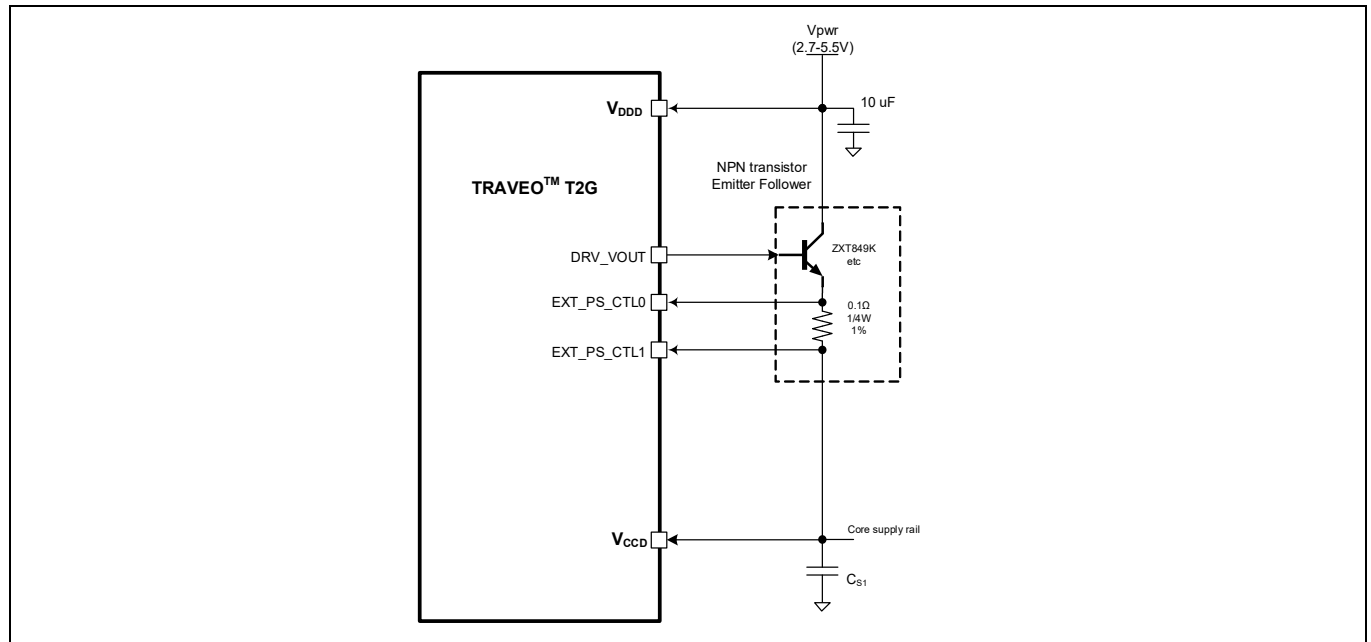 Vpwr
(2.7-5.5V)
VDDD
10 uF
NPN transistor
Emitter Follower
TRAVEO™ T2G
DRV_VOUT
ZXT849K
etc
EXT_PS_CTL0
0.1Ω
1/4W
1%
EXT_PS_CTL1
VCCD
Core supply rail
CS1